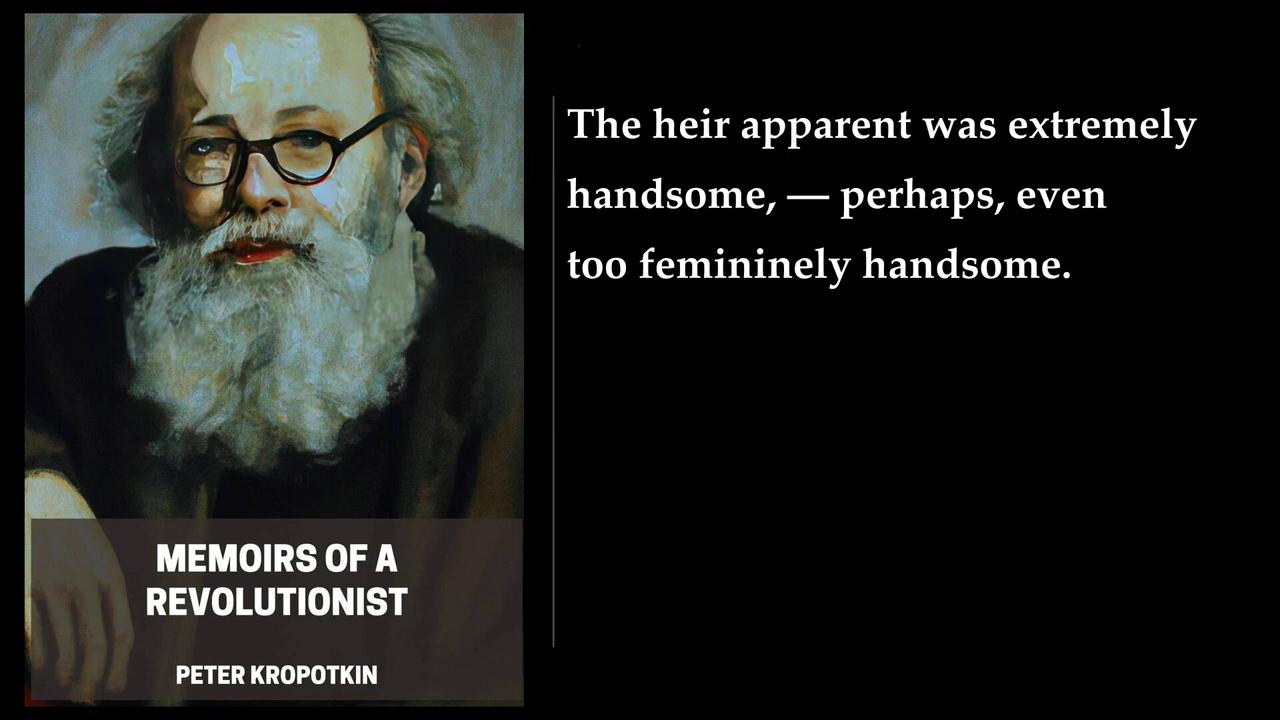 The heir apparent was extremely
handsome, — perhaps, even
too femininely handsome.
MEMOIRS OF A
REVOLUTIONIST
PETER KROPOTKIN